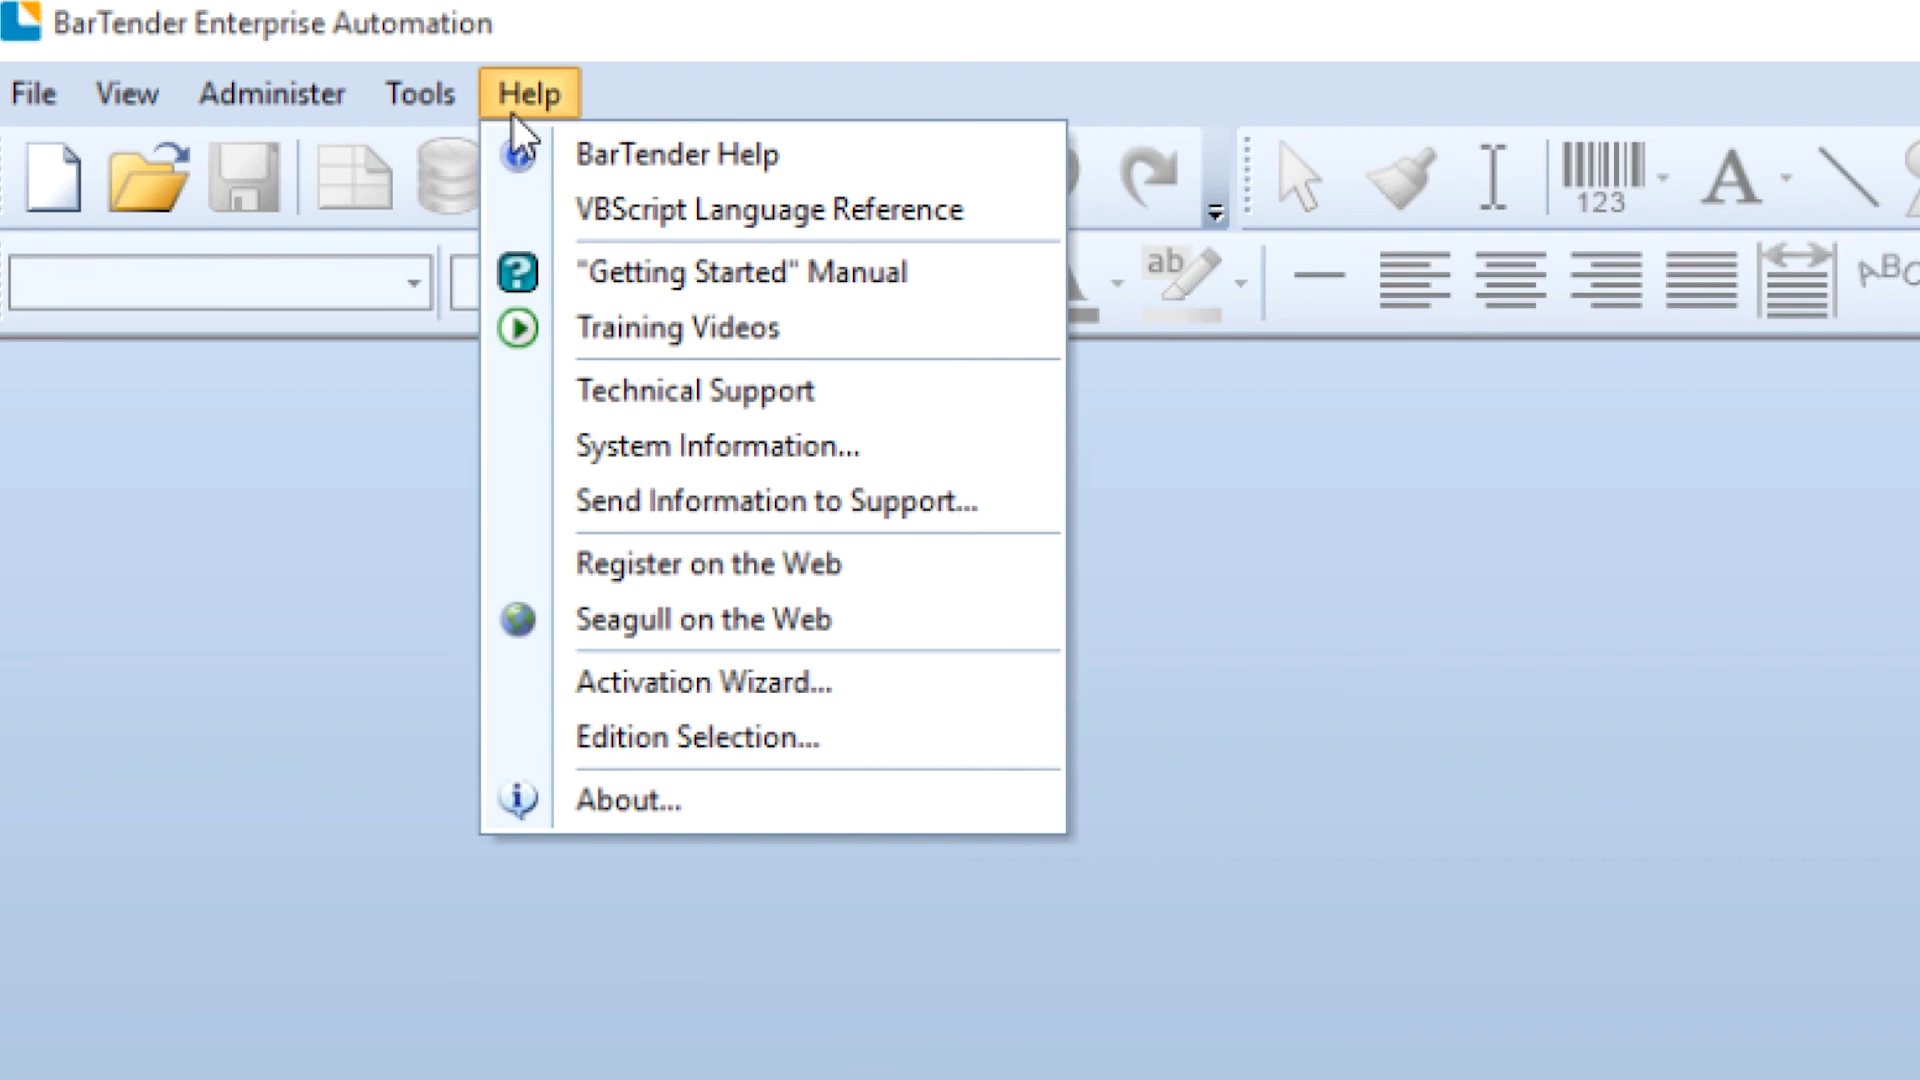 BarTender Enterprise Automation
File View Administer Tools Help
BarTender Help
VBScript Language Reference
123
A
"Getting Started" Manual
ab
ABC
Training Videos
Technical Support
System Information...
Send Information to Support...
Register on the Web
Seagull on the Web
Activation Wizard...
Edition Selection...
About...